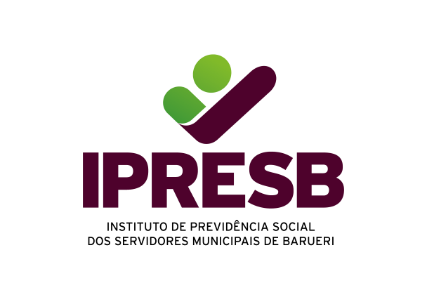 IPRESB
INSTITUTO DE PREVIDÊNCIA SOCIAL
DOS SERVIDORES MUNICIPAIS DE BARUERI